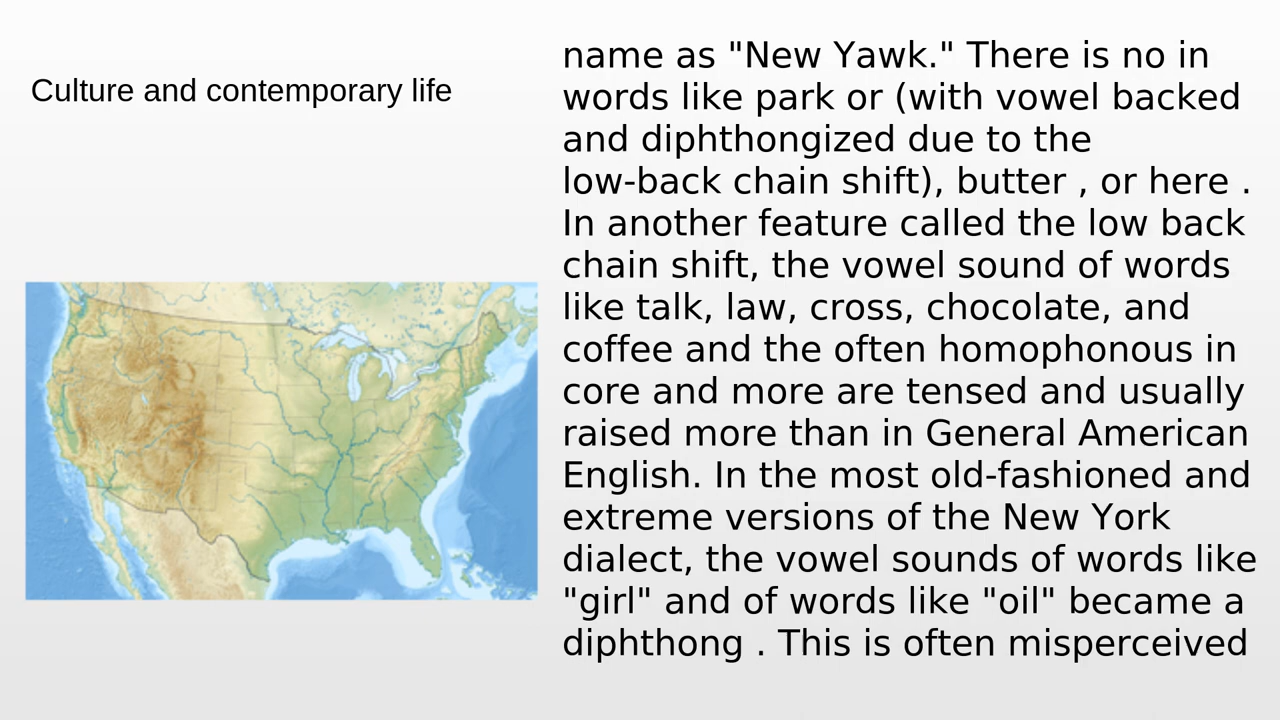 Culture and contemporary life
name as "New Yawk." There is no in
words like park or (with vowel backed
and diphthongized due to the
low-back chain shift), butter , or here .
In another feature called the low back
chain shift, the vowel sound of words
like talk, law, cross, chocolate, and
coffee and the often homophonous in
core and more are tensed and usually
raised more than in General American
English. In the most old-fashioned and
extreme versions of the New York
dialect, the vowel sounds of words like
"girl" and of words like "oil" became a
diphthong . This is often misperceived